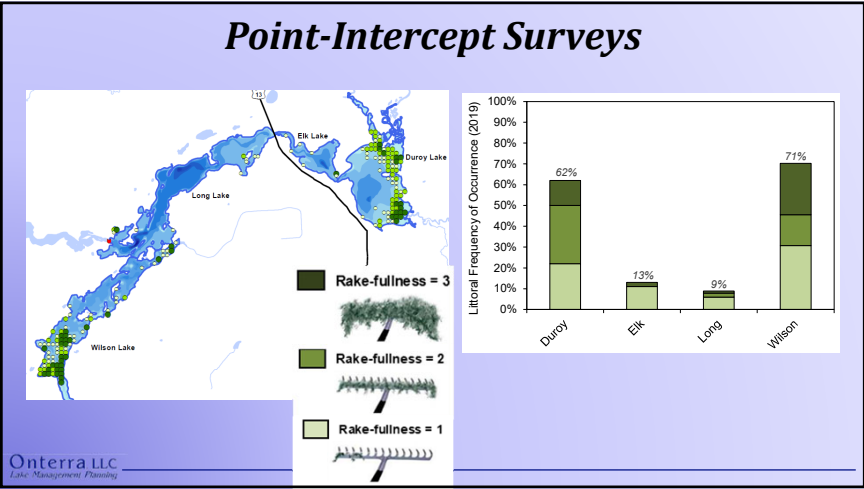 Point-Intercept Surveys
13
Elk Lake
Duroy Lake
Long Lake
Wilson Lake
Rake-fullness = 3
Rake-fullness = 2
Rake-fullness = 1
Littoral Frequency of Occurrence (2019)
100%
90%
80%
70%
60%
50%
40%
30%
20%
10%
0%
62%
13%
9%
71%
Duroy
Elk
Long
Wilson
Onterra LLC
Lake Management Planning